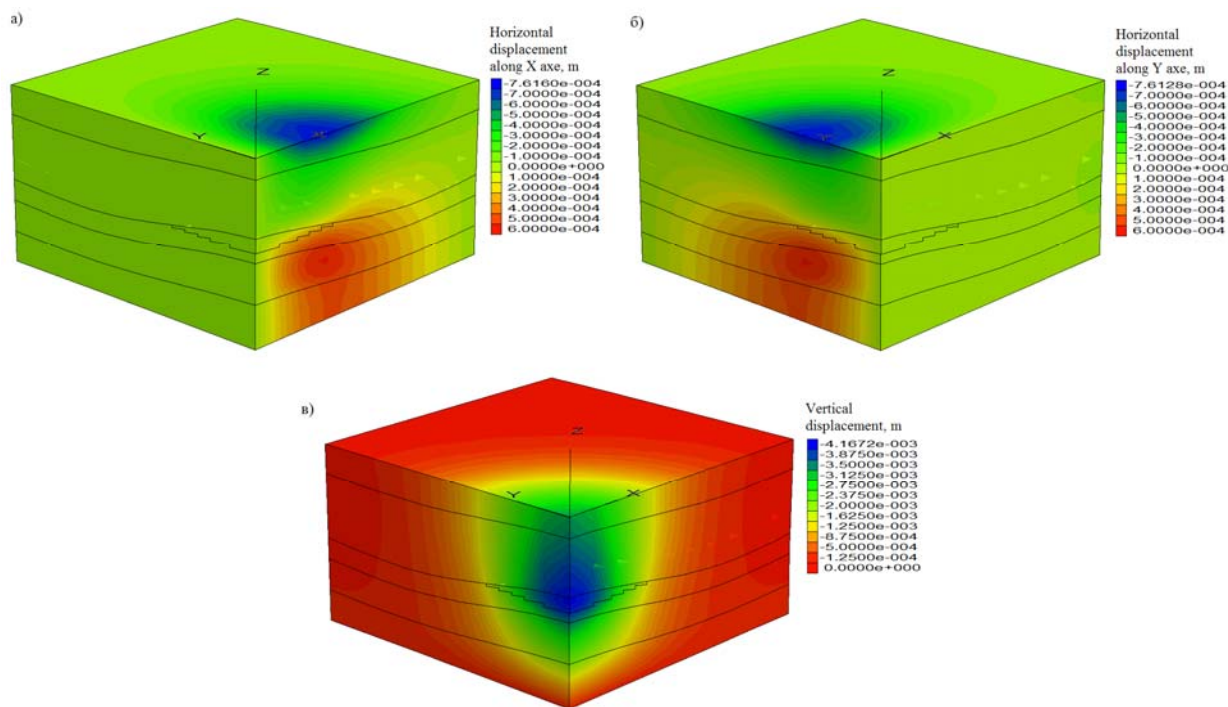 а)
Horizontal
displacement
along X axe, m
-7.6160e-004
-7.0000e-004
-6.0000e-004
-5.0000e-004
-4.0000e-004
-3.0000e-004
-2.0000e-004
-1.0000e-004
0.0000e+000
1.0000e-004
2.0000e-004
3.0000e-004
4.0000e-004
5.0000e-004
6.0000e-004
Z
Y
X
б)
Horizontal
displacement
along Y axe, m
-7.6128e-004
-7.0000e-004
-6.0000e-004
-5.0000e-004
-4.0000e-004
-3.0000e-004
-2.0000e-004
-1.0000e-004
0.0000e+000
1.0000e-004
2.0000e-004
3.0000e-004
4.0000e-004
5.0000e-004
6.0000e-004
Z
Y
X
в)
Vertical
displacement, m
-4.1672e-003
-3.8750e-003
-3.5000e-003
-3.1250e-003
-2.7500e-003
-2.3750e-003
-2.0000e-003
-1.6250e-003
-1.2500e-003
-8.7500e-004
-5.0000e-004
-1.2500e-004
0.0000e+000
Z
Y
X